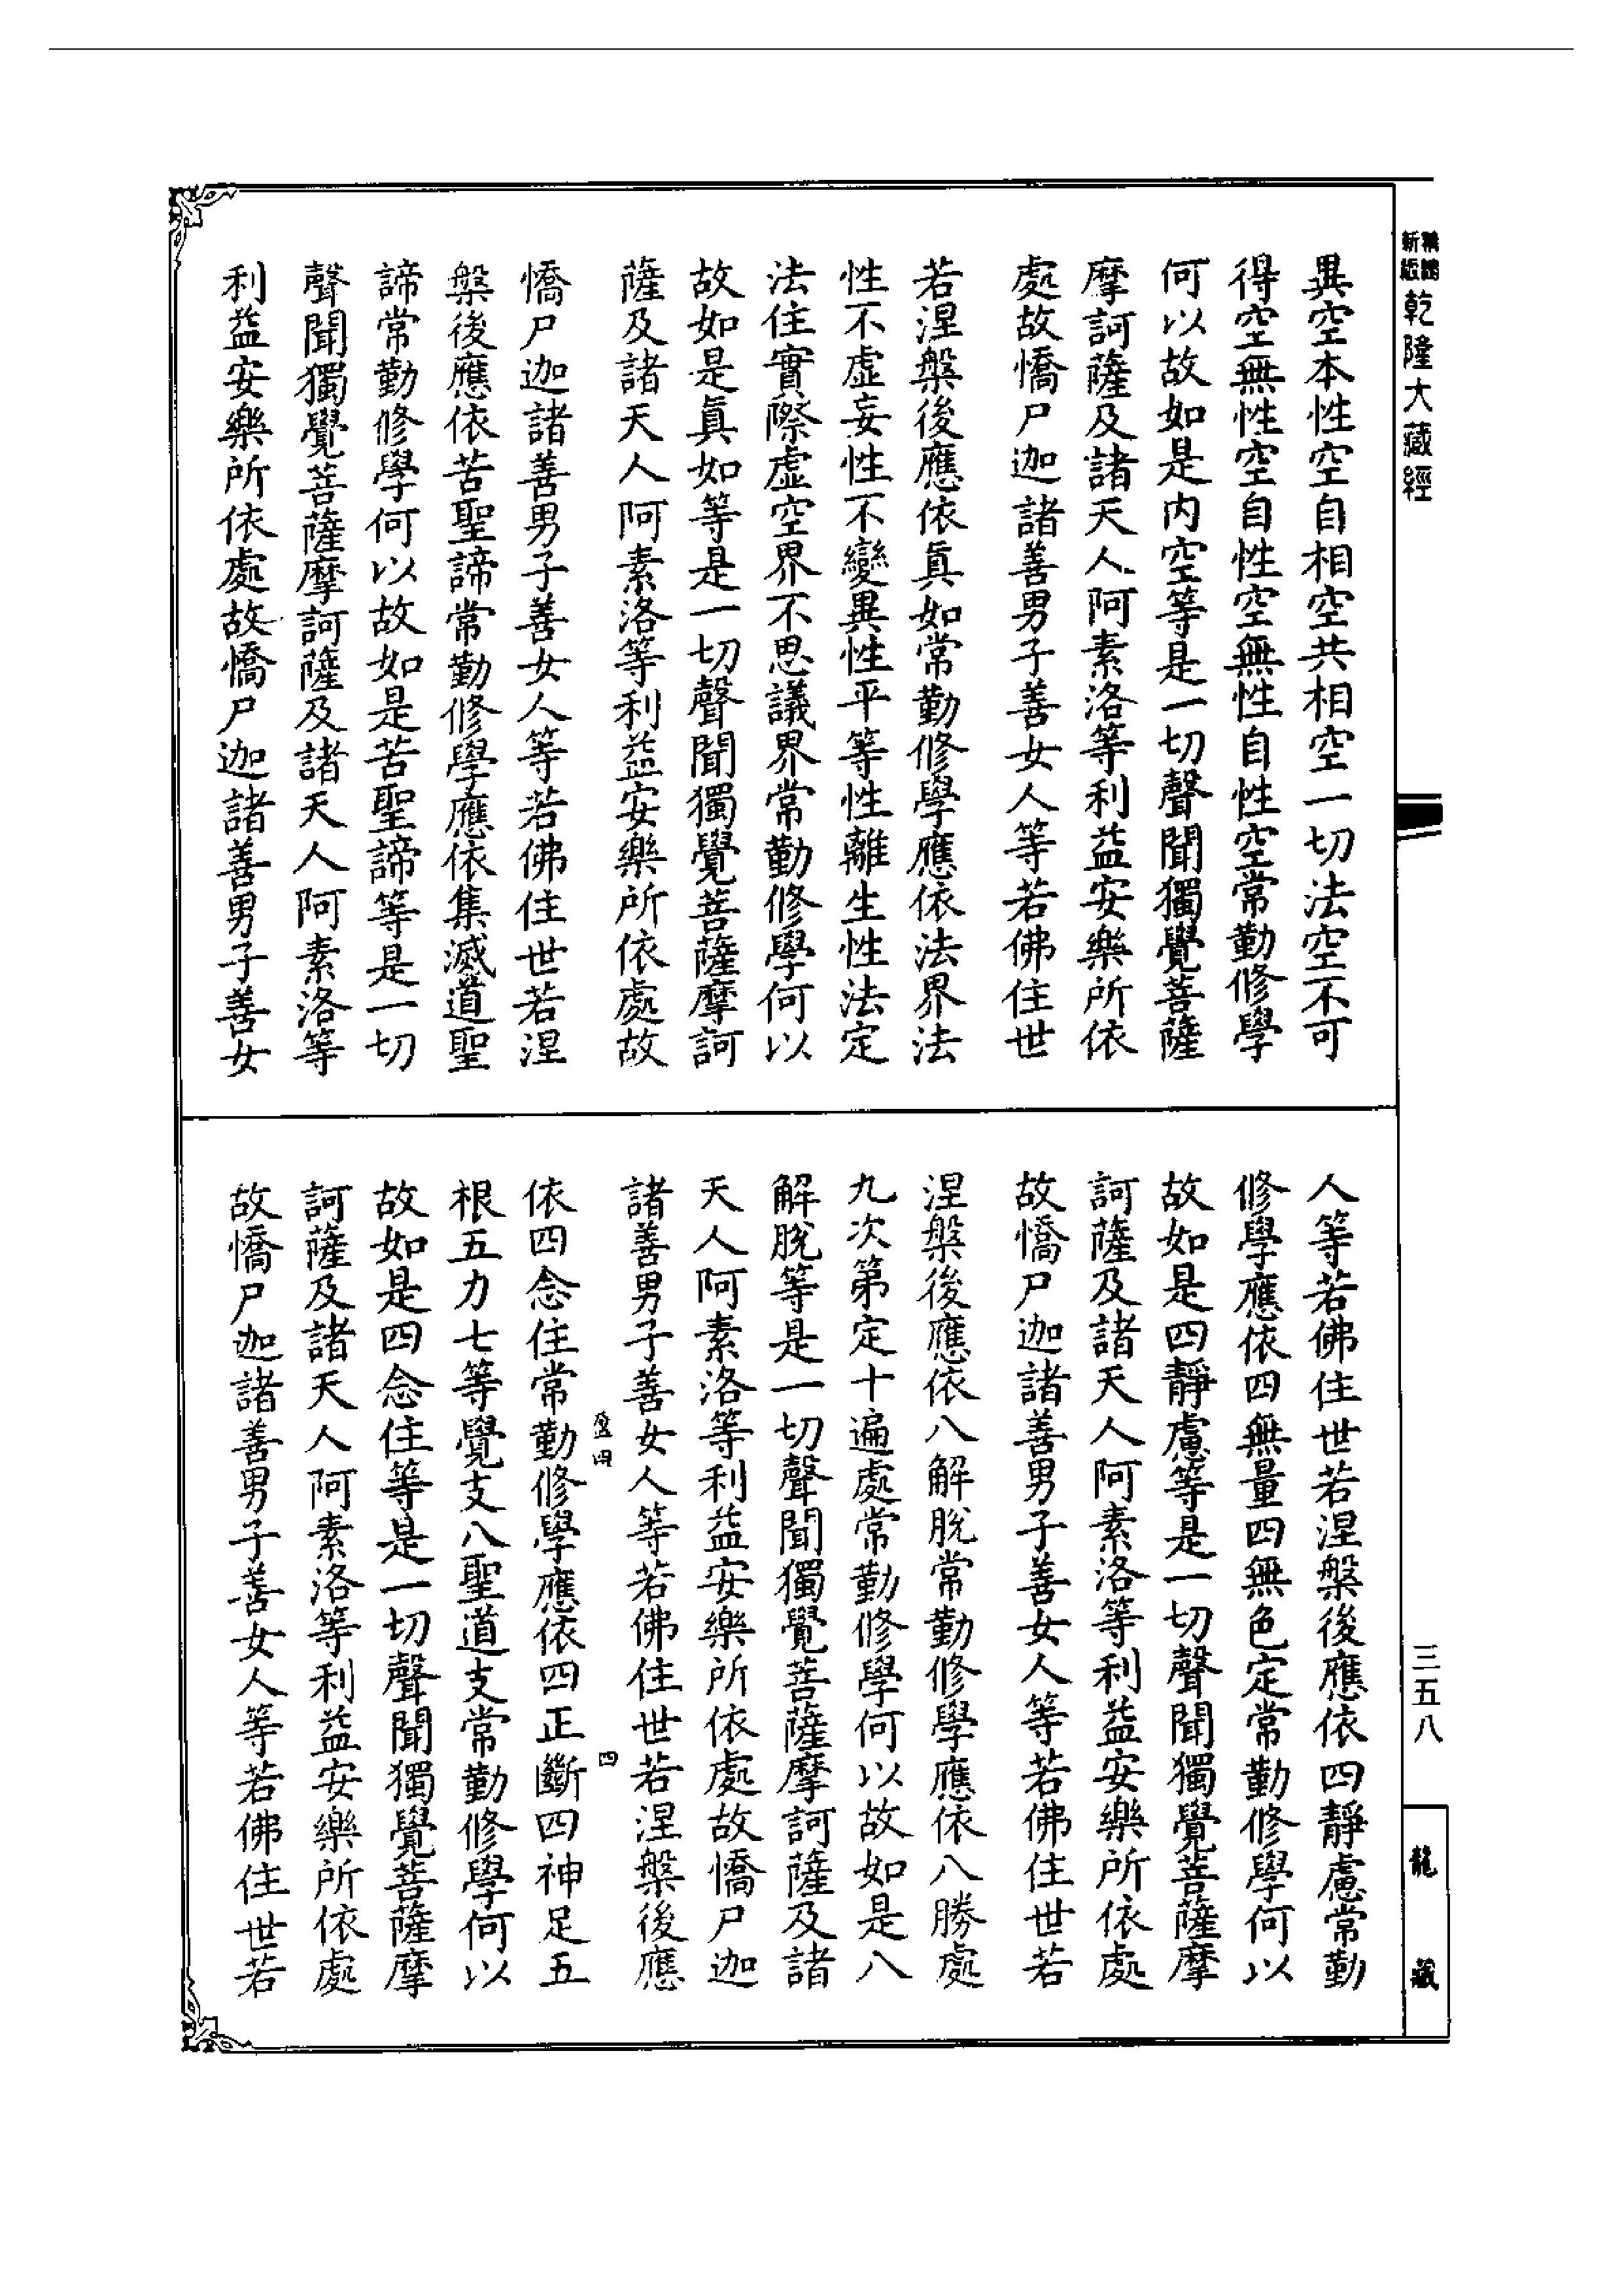 新版
乾隆大藏經
異空本性空自相空共相空一切法空不可
得空無性空自性空無性自性空常勤修學
何以故如是内空等是一切聲聞獨覺菩薩
摩訶薩及諸天人阿素洛等利益安樂所依
處故憍尸迦諸善男子善女人等若佛住世
若涅槃後應依真如常勤修學應依法界法
性不虛妄性不變異性平等性離生性法定
法住實際虛空界不思議界常勤修學何以
故如是真如等是一切聲聞獨覺菩薩摩訶
薩及諸天人阿素洛等利益安樂所依處故
憍尸迦諸善男子善女人等若佛住世若涅
槃後應依苦聖諦常勤修學應依集滅道聖
諦常勤修學何以故如是苦聖諦等是一切
聲聞獨覺菩薩摩訶薩及諸天人阿素洛等
利益安樂所依處故憍尸迦諸善男子善女
人等若佛住世若涅槃後應依四靜慮常勤
修學應依四無量四無色定常勤修學何以
故如是四靜慮等是一切聲聞獨覺菩薩摩
訶薩及諸天人阿素洛等利益安樂所依處
故憍尸迦諸善男子善女人等若佛住世若
涅槃後應依八解脫常勤修學應依八勝處
九次第定十遍處常勤修學何以故如是八
解脫等是一切聲聞獨覺菩薩摩訶薩及諸
天人阿素洛等利益安樂所依處故憍尸迦
諸善男子善女人等若佛住世若涅槃後應
四
四
依四念住常勤修學應依四正斷四神足五
根五力七等覺支八聖道支常勤修學何以
故如是四念住等是一切聲聞獨覺菩薩摩
訶薩及諸天人阿素洛等利益安樂所依處
故憍尸迦諸善男子善女人等若佛住世若
三五八
龍藏